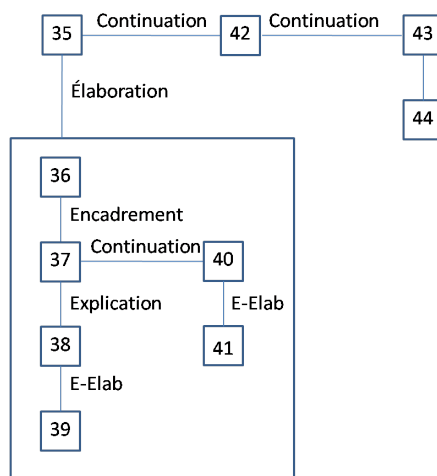 35 Continuation 42 Continuation 43
Élaboration
44
36
Encadrement
Continuation
37 40
Explication E-Elab
38 41
E-Elab
39